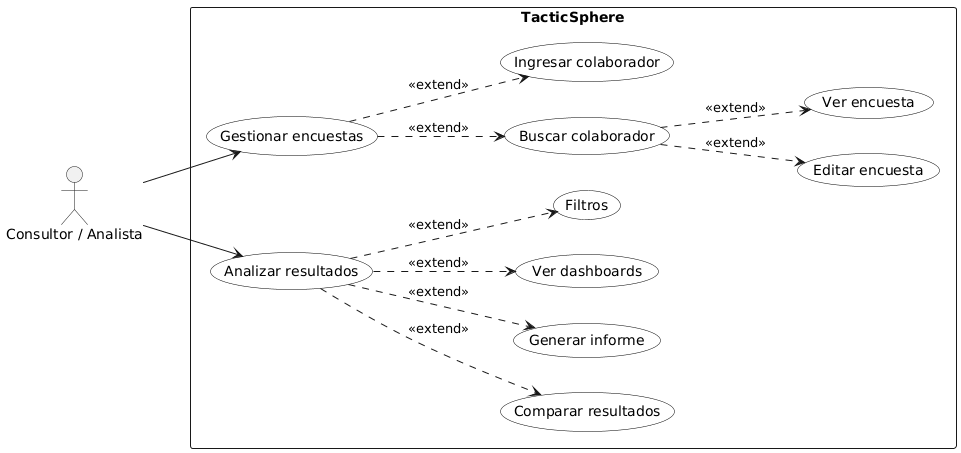 TacticSphere
Ingresar colaborador
«extend»
Ver encuesta
«extend»
Gestionar encuestas
«extend»
Buscar colaborador
«extend»
Editar encuesta
Filtros
«extend»
Consultor / Analista
Analizar resultados
«extend»
Ver dashboards
«extend»
Generar informe
«extend»
Comparar resultados